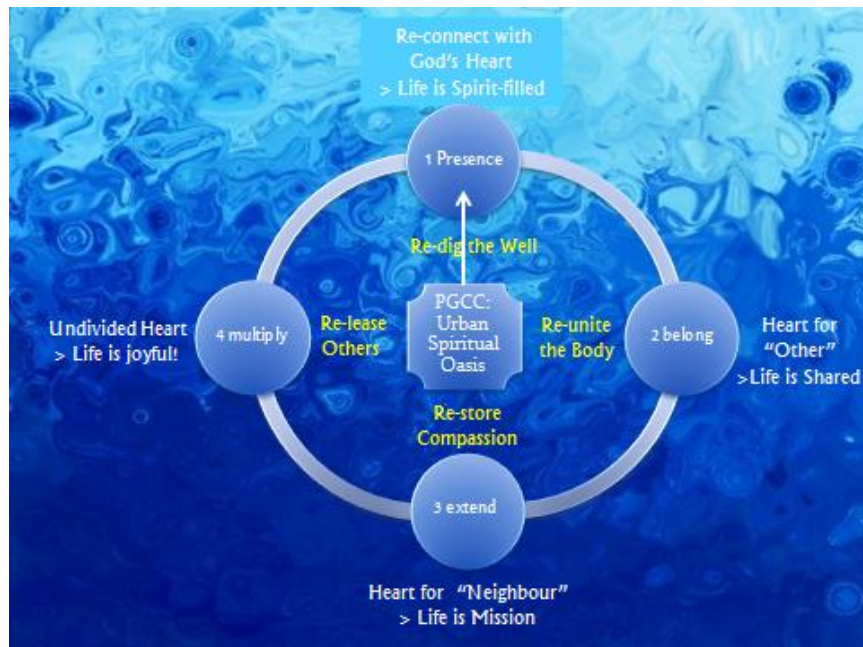 Re-connect with
God's Heart
> Life is Spirit-filled
1 Presence
Re-dig the Well
Undivided Heart
> Life is joyful!
4 multiply
Re-lease
Others
PGCC:
Urban
Spiritual
Oasis
Re-unite
the Body
2 belong
Heart for
“Other”
>Life is Shared
Re-store
Compassion
3 extend
Heart for “Neighbour”
> Life is Mission